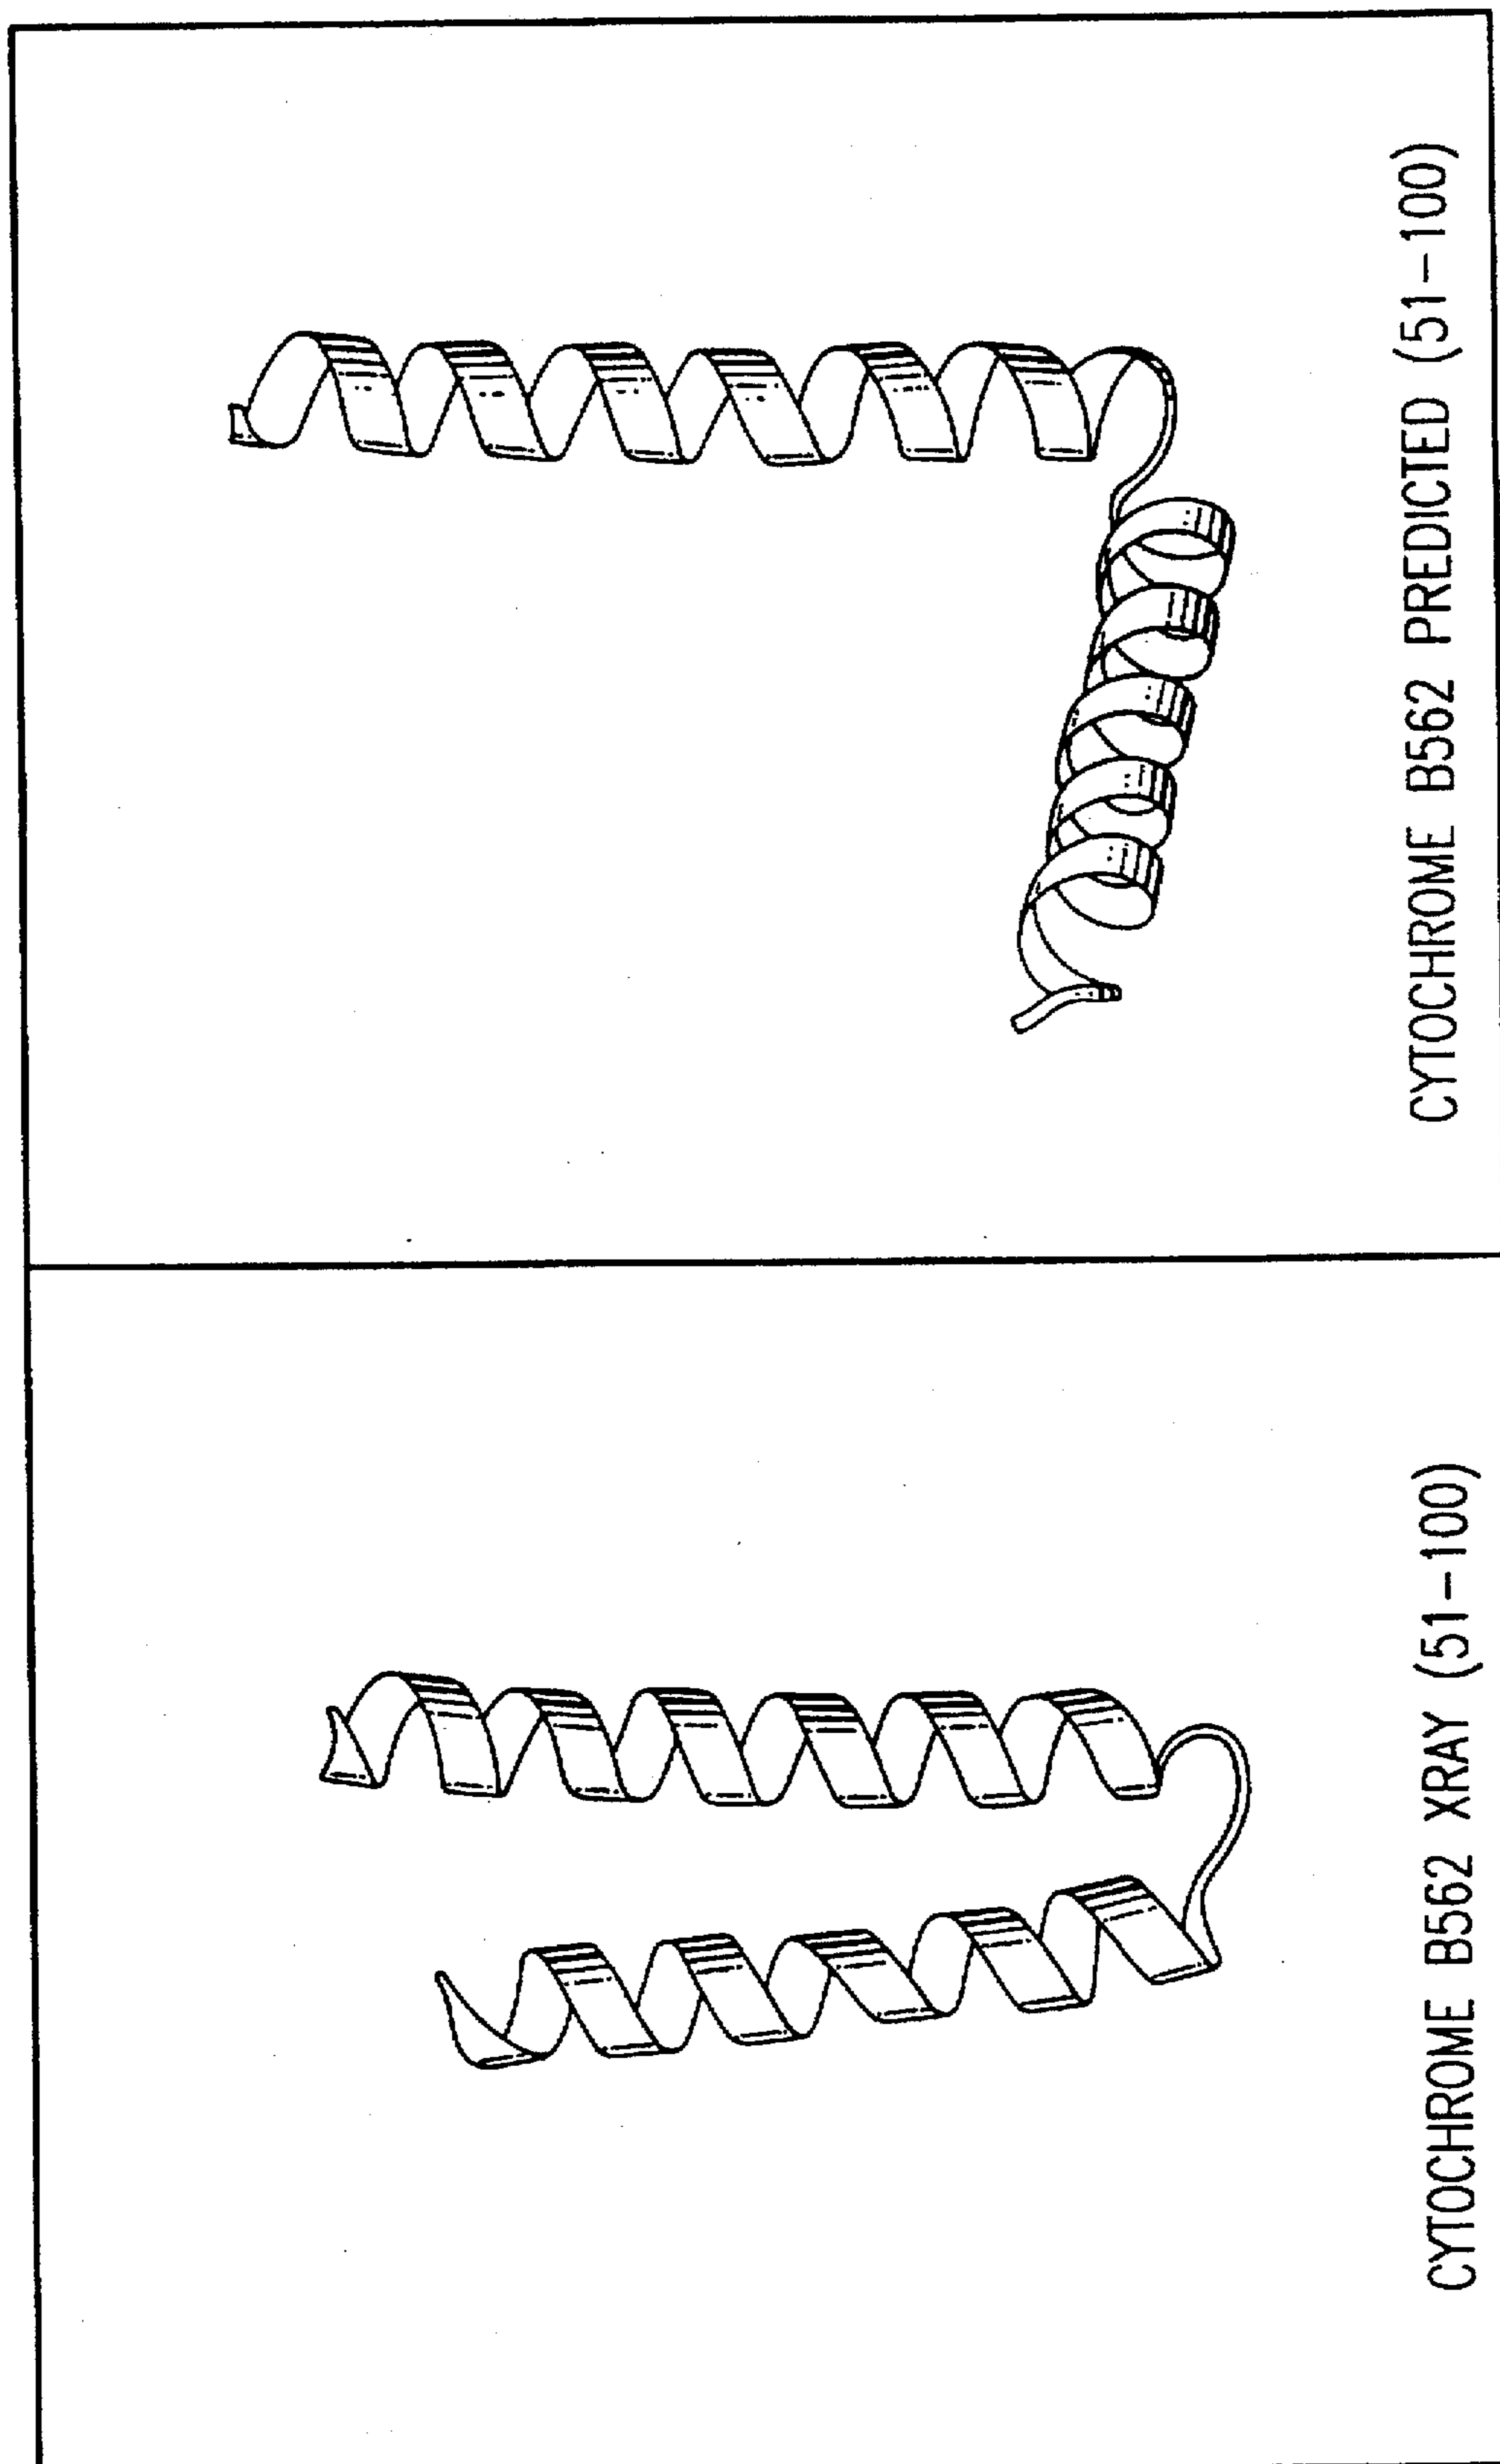 CYTOCHROME B562 XRAY (51-100)
CYTOCHROME B562 PREDICTED (51-100)